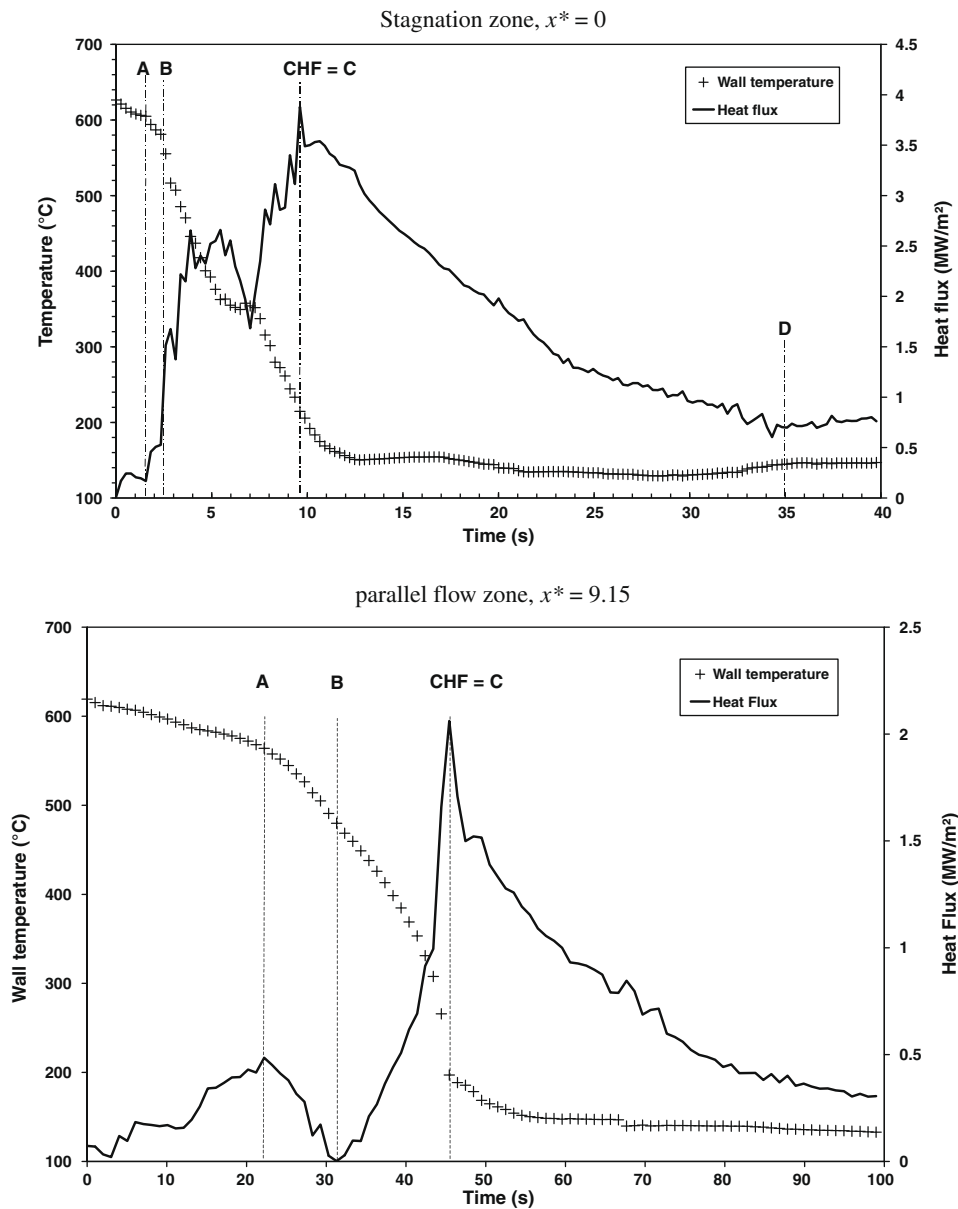 Stagnation zone, x* = 0
700
600
500
400
300
200
100
Temperature (°C)
A
B
CHF = C
D
Wall temperature
Heat flux
4.5
4
3.5
3
2.5
2
1.5
1
0.5
0
Heat flux (MW/m²)
0
5
10
15
20
25
30
35
40
Time (s)
parallel flow zone, x* = 9.15
700
600
500
400
300
200
100
Wall temperature (°C)
A
B
CHF = C
Wall temperature
Heat Flux
2.5
2
1.5
1
0.5
0
Heat Flux (MW/m²)
0
10
20
30
40
50
60
70
80
90
100
Time (s)